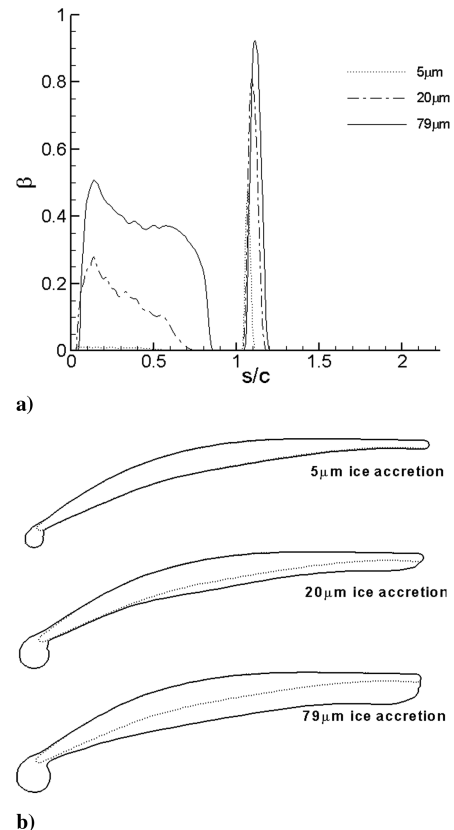 1
0.8
0.6
0.4
0.2
0
β
0 0.5 1 1.5 2
s/c
5μm
20μm
79μm
a)
5μm ice accretion
20μm ice accretion
79μm ice accretion
b)